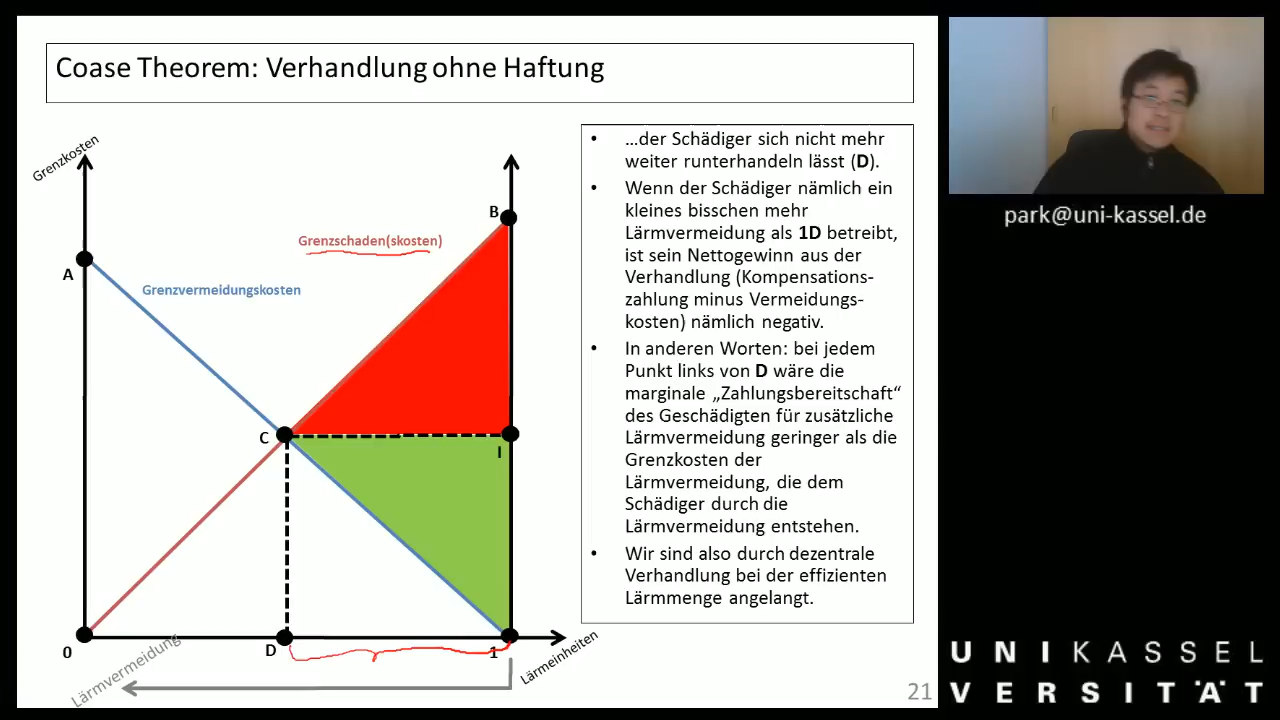 Coase Theorem: Verhandlung ohne Haftung
Grenzkosten
A
B
Grenzschaden(skosten)
Grenzvermeidungskosten
C
I
0
D
1
Lärmeinheiten
Lärmvermeidung
• …der Schädiger sich nicht mehr
weiter runterhandeln lässt (D).
• Wenn der Schädiger nämlich ein
kleines bisschen mehr
Lärmvermeidung als 1D betreibt,
ist sein Nettogewinn aus der
Verhandlung (Kompensations-
zahlung minus Vermeidungs-
kosten) nämlich negativ.
• In anderen Worten: bei jedem
Punkt links von D wäre die
marginale „Zahlungsbereitschaft“
des Geschädigten für zusätzliche
Lärmvermeidung geringer als die
Grenzkosten der
Lärmvermeidung, die dem
Schädiger durch die
Lärmvermeidung entstehen.
• Wir sind also durch dezentrale
Verhandlung bei der effizienten
Lärmmenge angelangt.
21
park@uni-kassel.de
UNIKASSEL
VERSITÄT